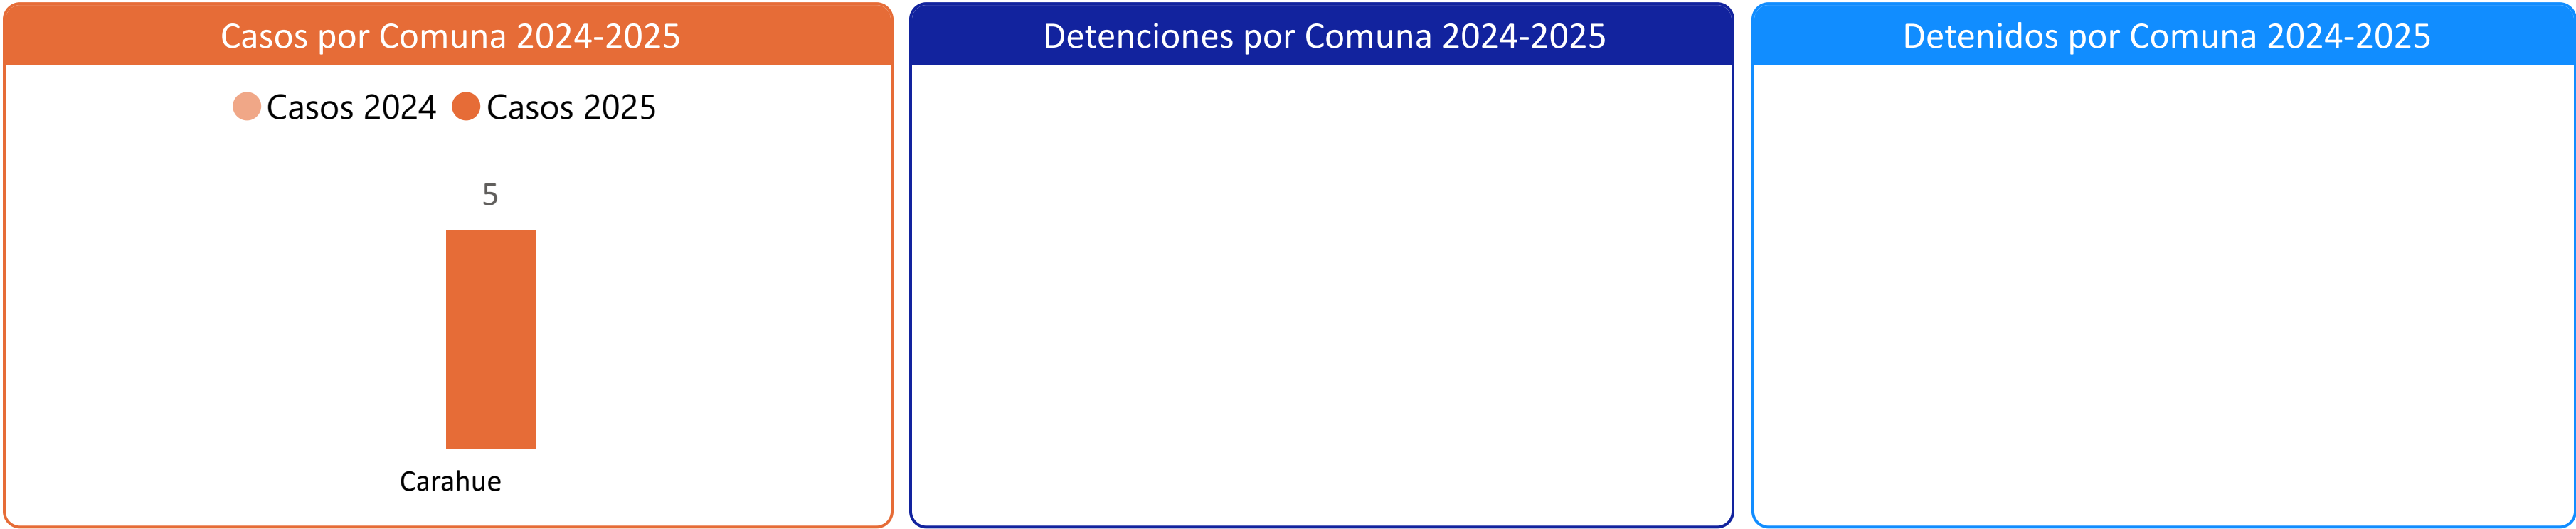 Casos por Comuna 2024-2025
Casos 2024 Casos 2025
5
Carahue
Detenciones por Comuna 2024-2025
Detenidos por Comuna 2024-2025